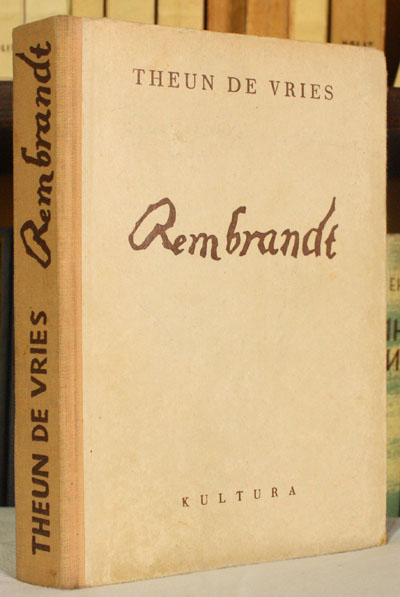 THEUN DE VRIES
Rembrandt
KULTURA
THEUN DE VRIES Rembrandt